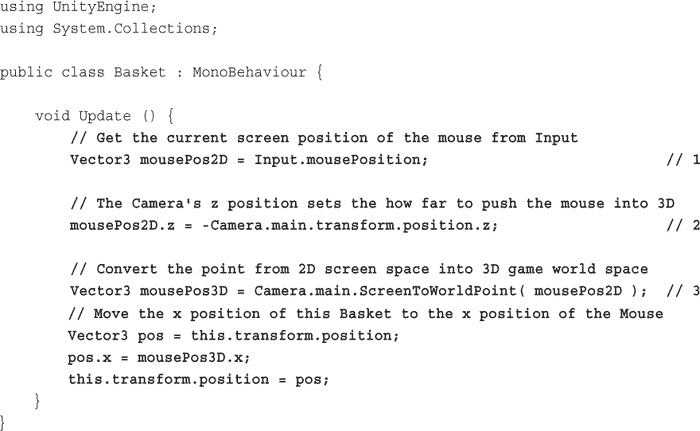 using UnityEngine;
using System.Collections;

public class Basket : MonoBehaviour {

    void Update () {
        // Get the current screen position of the mouse from Input
        Vector3 mousePos2D = Input.mousePosition;                             // 1

        // The Camera's z position sets the how far to push the mouse into 3D
        mousePos2D.z = -Camera.main.transform.position.z;                     // 2

        // Convert the point from 2D screen space into 3D game world space
        Vector3 mousePos3D = Camera.main.ScreenToWorldPoint( mousePos2D );  // 3
        // Move the x position of this Basket to the x position of the Mouse
        Vector3 pos = this.transform.position;
        pos.x = mousePos3D.x;
        this.transform.position = pos;
    }
}